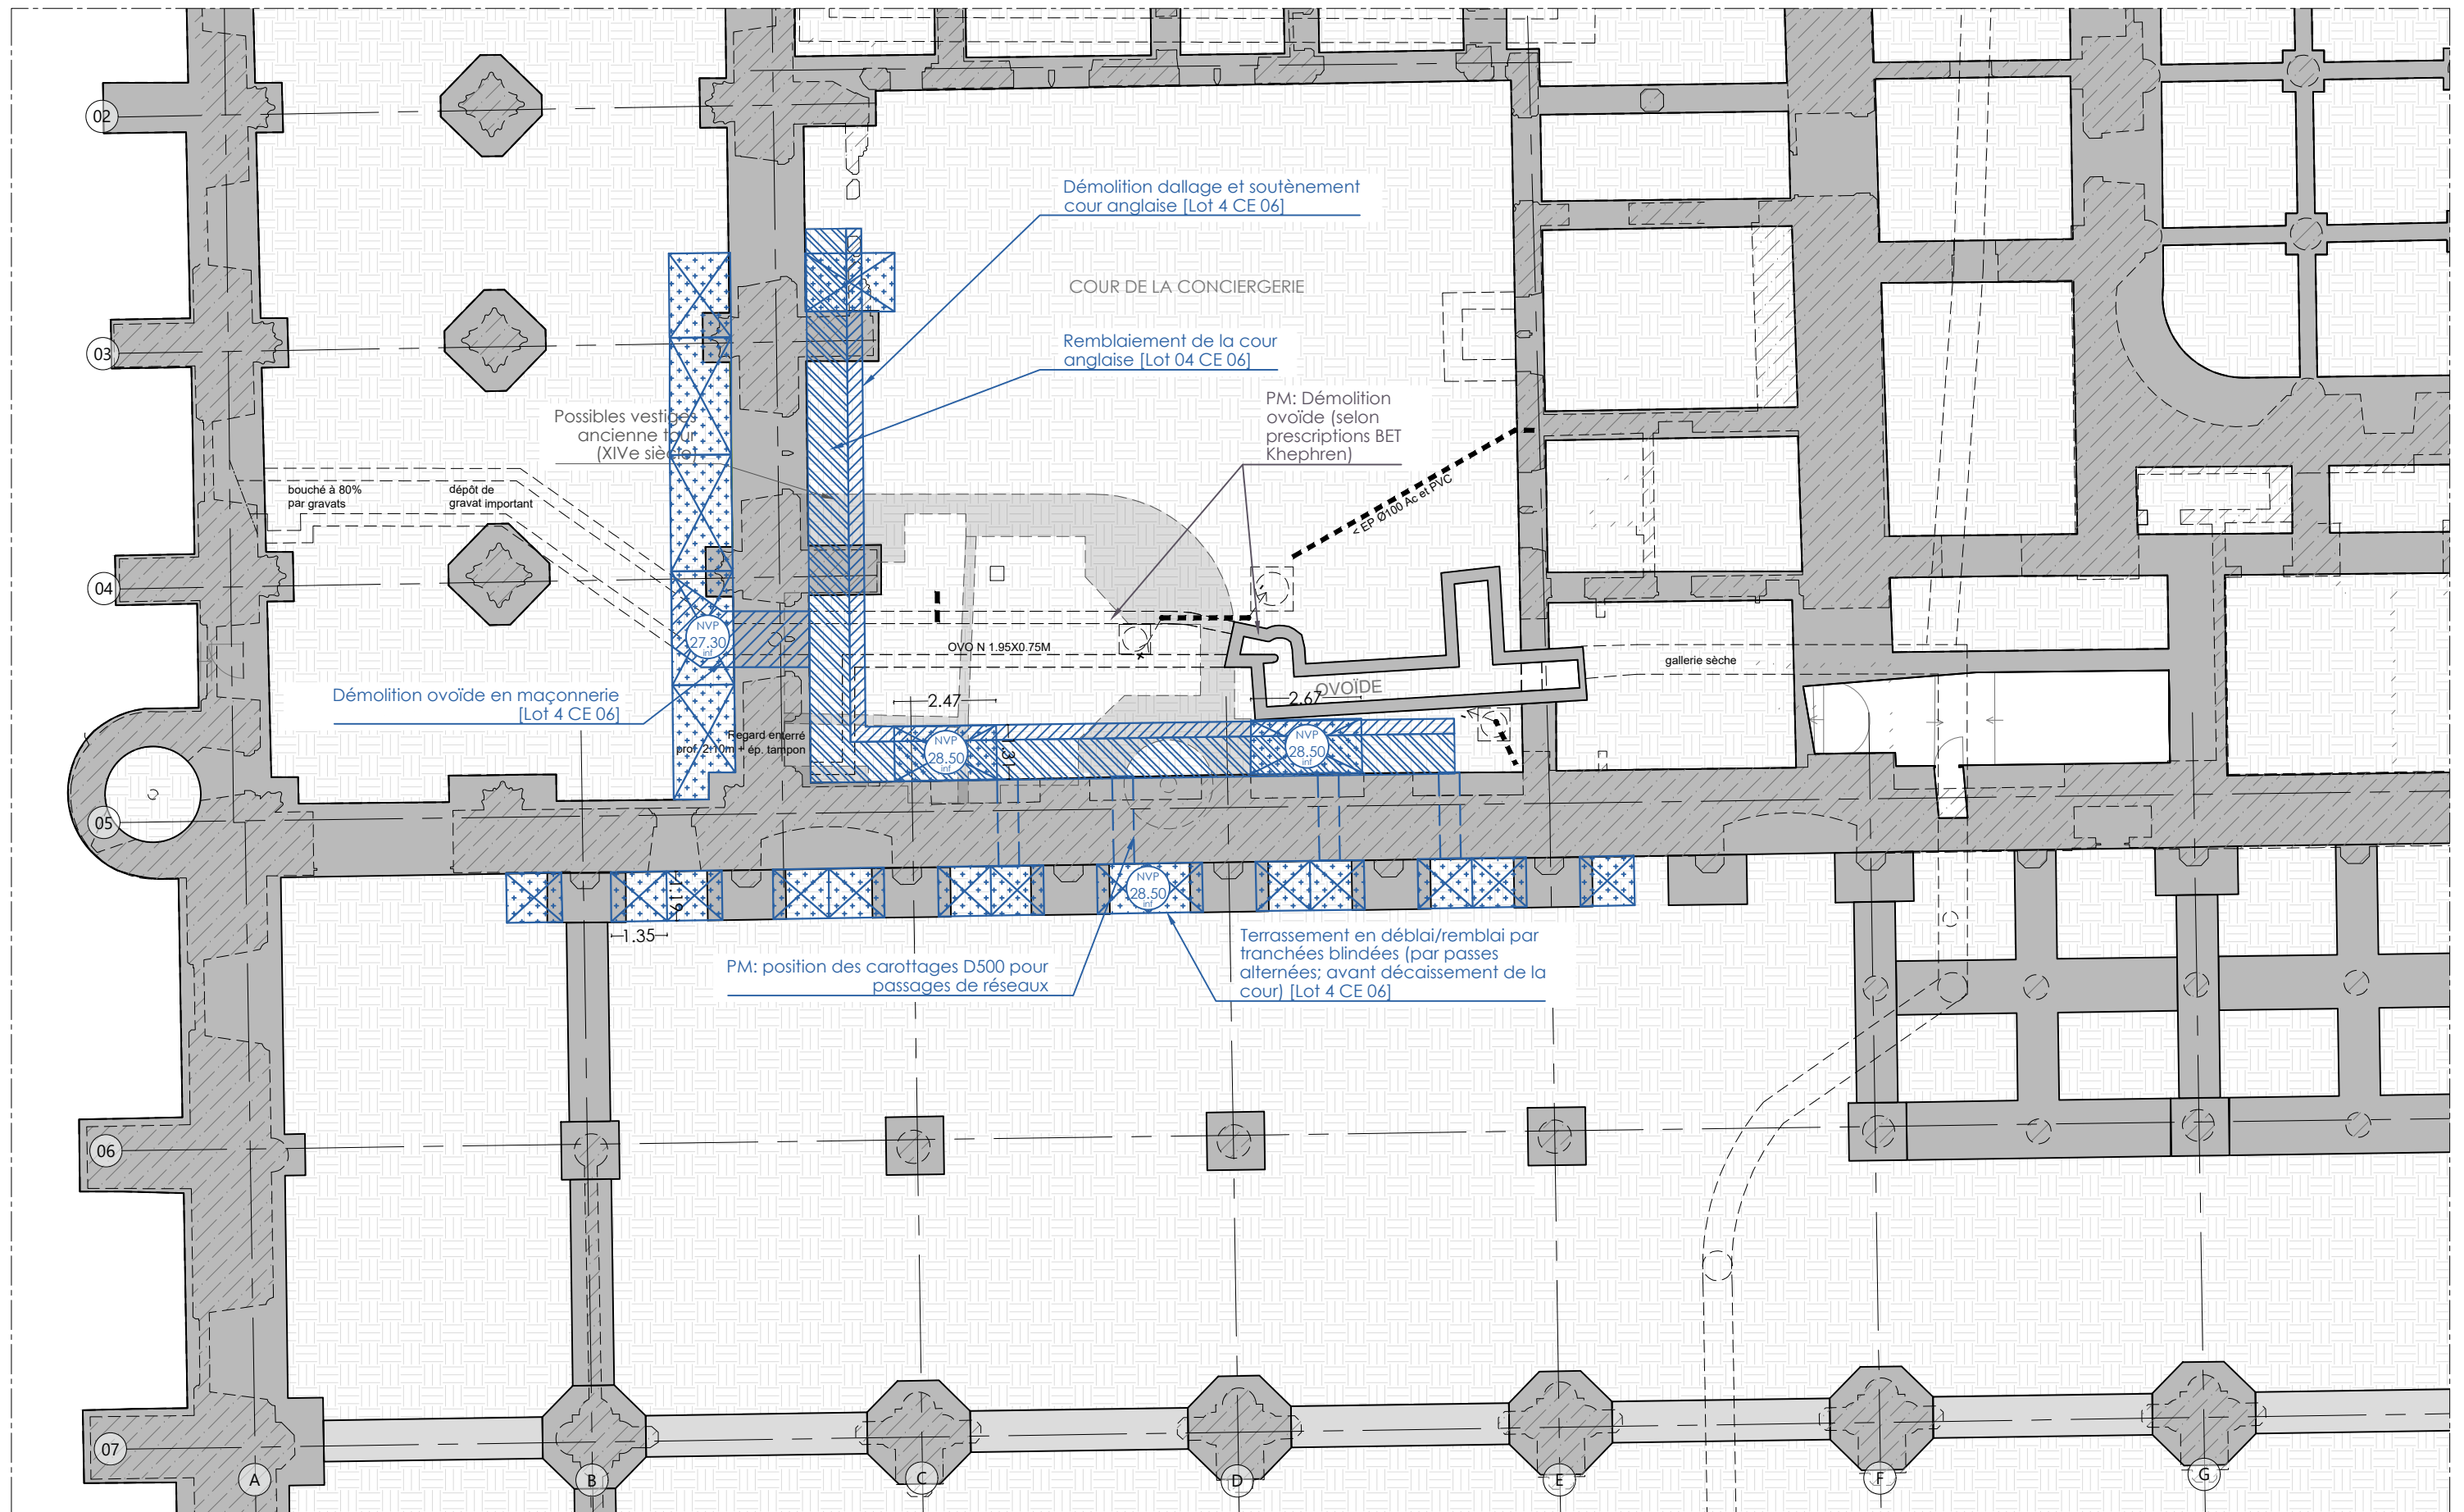 02
Démolition dallage et soutènement
cour anglaise [Lot 4 CE 06]
COUR DE LA CONCIERGERIE
03
Remblaiement de la cour
anglaise [Lot 04 CE 06]
PM: Démolition
ovoïde (selon
prescriptions BET
Khephren)
Possibles vestiges
ancienne tour
(XIVe siècle)
bouché à 80%
par gravats
dépôt de
gravat important
< EP Ø100 Ac et PVC
04
NVP
27.30
inf
OVO N 1.95X0.75M
gallerie sèche
OVOÏDE
Démolition ovoïde en maçonnerie
[Lot 4 CE 06]
2.47
2.67
Regard enterré
prof. 2.10m + ép. tampon
NVP
28.50
inf
1.31
NVP
28.50
inf
05
NVP
28.50
inf
1.19
1.35
PM: position des carottages D500 pour
passages de réseaux
Terrassement en déblai/remblai par
tranchées blindées (par passes
alternées; avant décaissement de la
cour) [Lot 4 CE 06]
06
07
A
B
C
D
E
F
G